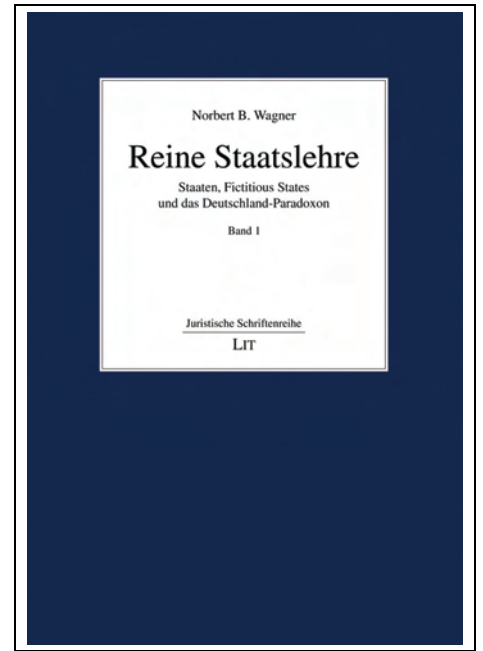 Norbert B. Wagner
Reine Staatslehre
Staaten, Fictitious States
und das Deutschland-Paradoxon
Band 1
Juristische Schriftenreihe
LIT